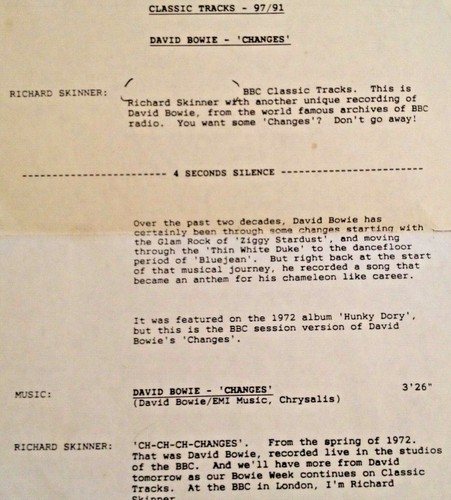 CLASSIC TRACKS - 97/91
DAVID BOWIE - 'CHANGES'
RICHARD SKINNER: BBC Classic Tracks. This is
Richard Skinner with another unique recording of
David Bowie, from the world famous archives of BBC
radio. You want some 'Changes'? Don't go away!
---------------------- 4 SECONDS SILENCE ----------------------
Over the past two decades, David Bowie has
certainly been through some changes starting with
the Glam Rock of 'Ziggy Stardust', and moving
through the 'Thin White Duke' to the dancefloor
period of 'Bluejean'. But right back at the start
of that musical journey, he recorded a song that
became an anthem for his chameleon like career.
It was featured on the 1972 album 'Hunky Dory',
but this is the BBC session version of David
Bowie's 'Changes'.
MUSIC: DAVID BOWIE - 'CHANGES' 3'26"
(David Bowie/EMI Music, Chrysalis)
RICHARD SKINNER: 'CH-CH-CH-CHANGES'. From the spring of 1972.
That was David Bowie, recorded live in the studios
of the BBC. And we'll have more from David
tomorrow as our Bowie Week continues on Classic
Tracks. At the BBC in London, I'm Richard
Skinner